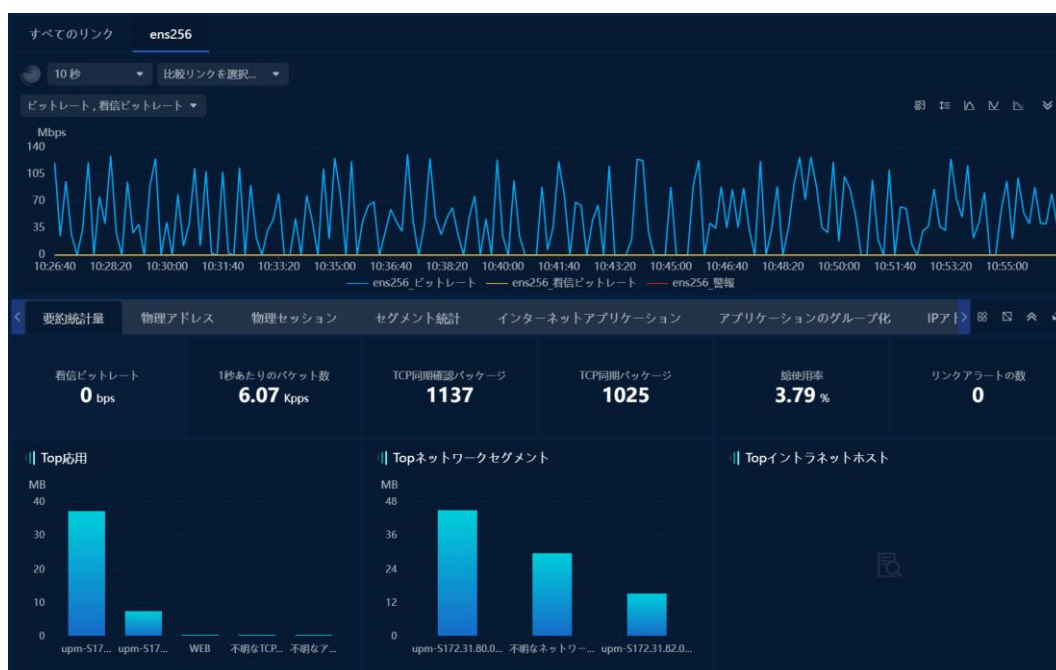 すべてのリンク ens256
10 秒 比較リンクを選択...
ビットレート , 着信ビットレート
Mbps
140
105
70
35
0
10:26:40 10:28:20 10:30:00 10:31:40 10:33:20 10:35:00 10:36:40 10:38:20 10:40:00 10:41:40 10:43:20 10:45:00 10:46:40 10:48:20 10:50:00 10:51:40 10:53:20 10:55:00
ens256_ビットレート ens256_着信ビットレート ens256_警報
要約統計量 物理アドレス 物理セッション セグメント統計 インターネットアプリケーション アプリケーションのグループ化 IPアト
着信ビットレート 1秒あたりのパケット数 TCP同期確認パッケージ TCP同期パッケージ 総使用率 リンクアラートの数
0 bps 6.07 Kpps 1137 1025 3.79 % 0
Top応用 Topネットワークセグメント Topイントラネットホスト
MB MB
40 48
30 36
20 24
10 12
0 0
upm-S17... upm-S17... WEB 不明なTCP... 不明なア... upm-S172.31.80.0... 不明なネットワー... upm-S172.31.82.0...